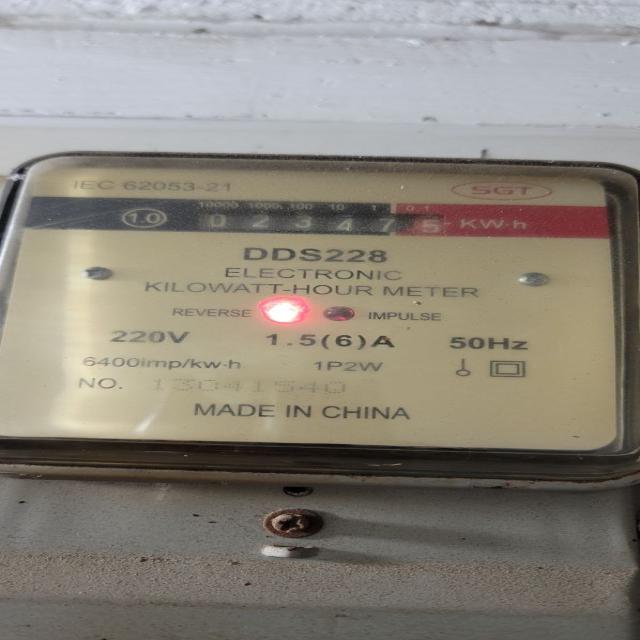 IEC 62053-21
SGT
10000 1000 100 10 1 0.1
1.0 0 2 3 4 7 5 KW·h
DDS228
ELECTRONIC
KILOWATT-HOUR METER
REVERSE IMPULSE
220V 1.5(6)A 50Hz
6400imp/kw·h 1P2W
NO. 13041540
MADE IN CHINA